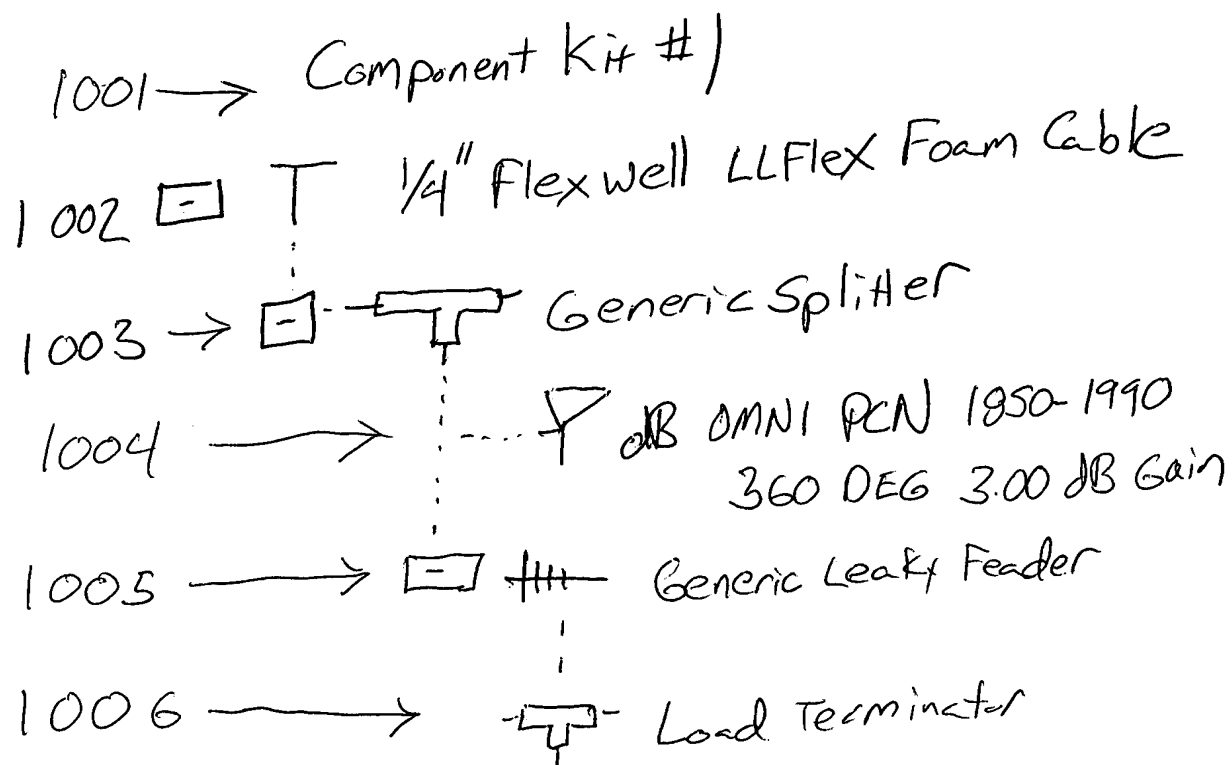 1001 Component Kit #1
1002 1/4" Flexwell LLFlex Foam Cable
1003 Generic Splitter
1004 dB OMNI PCN 1850-1990
360 DEG 3.00 dB Gain
1005 Generic Leaky Feader
1006 Load Terminator